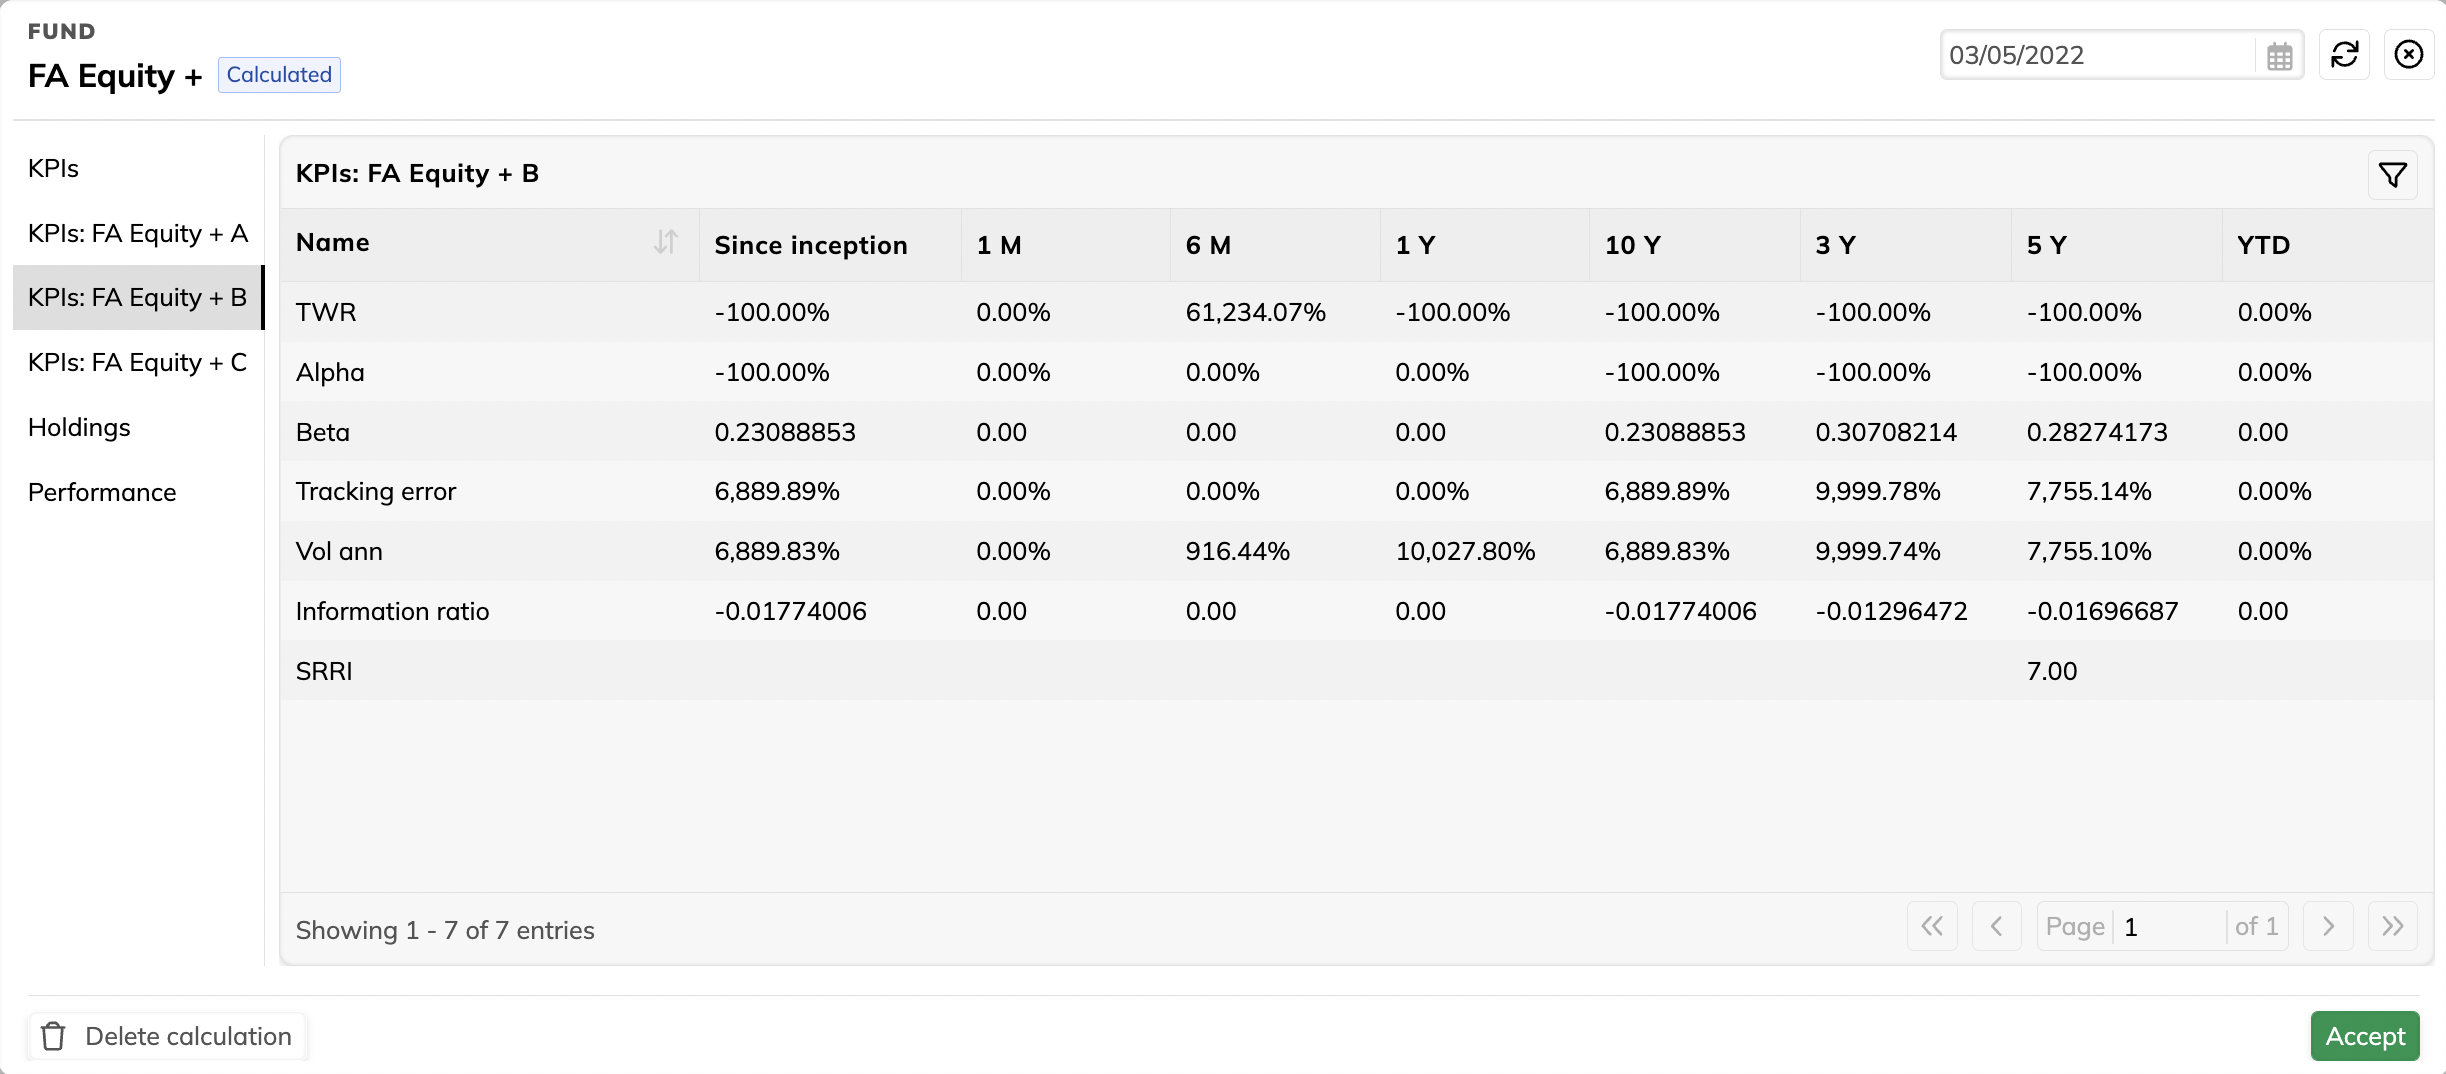 FUND
FA Equity + Calculated
03/05/2022
KPIs
KPIs: FA Equity + A
KPIs: FA Equity + B
KPIs: FA Equity + C
Holdings
Performance
KPIs: FA Equity + B
Name Since inception 1 M 6 M 1 Y 10 Y 3 Y 5 Y YTD
TWR -100.00% 0.00% 61,234.07% -100.00% -100.00% -100.00% -100.00% 0.00%
Alpha -100.00% 0.00% 0.00% 0.00% -100.00% -100.00% -100.00% 0.00%
Beta 0.23088853 0.00 0.00 0.00 0.23088853 0.30708214 0.28274173 0.00
Tracking error 6,889.89% 0.00% 0.00% 0.00% 6,889.89% 9,999.78% 7,755.14% 0.00%
Vol ann 6,889.83% 0.00% 916.44% 10,027.80% 6,889.83% 9,999.74% 7,755.10% 0.00%
Information ratio -0.01774006 0.00 0.00 0.00 -0.01774006 -0.01296472 -0.01696687 0.00
SRRI 7.00
Showing 1 - 7 of 7 entries
Page 1 of 1
Delete calculation
Accept